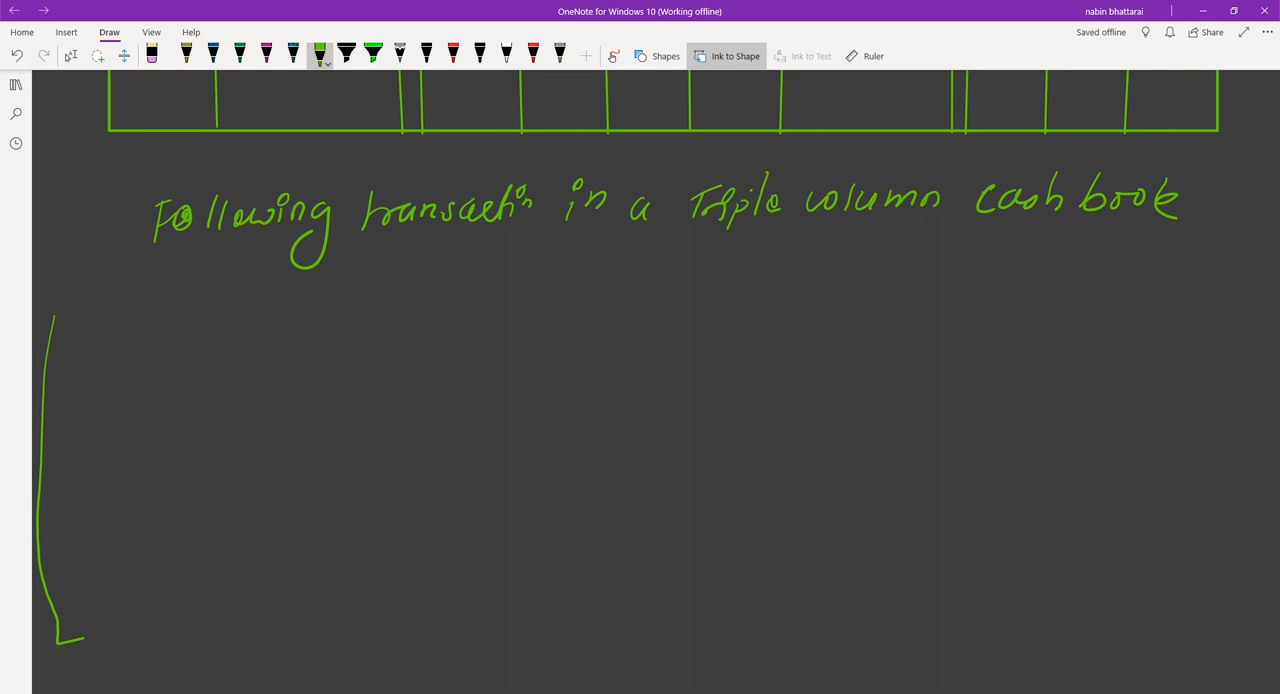 OneNote for Windows 10 (Working offline)
nabin bhattarai
Home Insert Draw View Help
Saved offline Share
Shapes Ink to Shape Ink to Text Ruler
Following transactin in a Triple column cash book